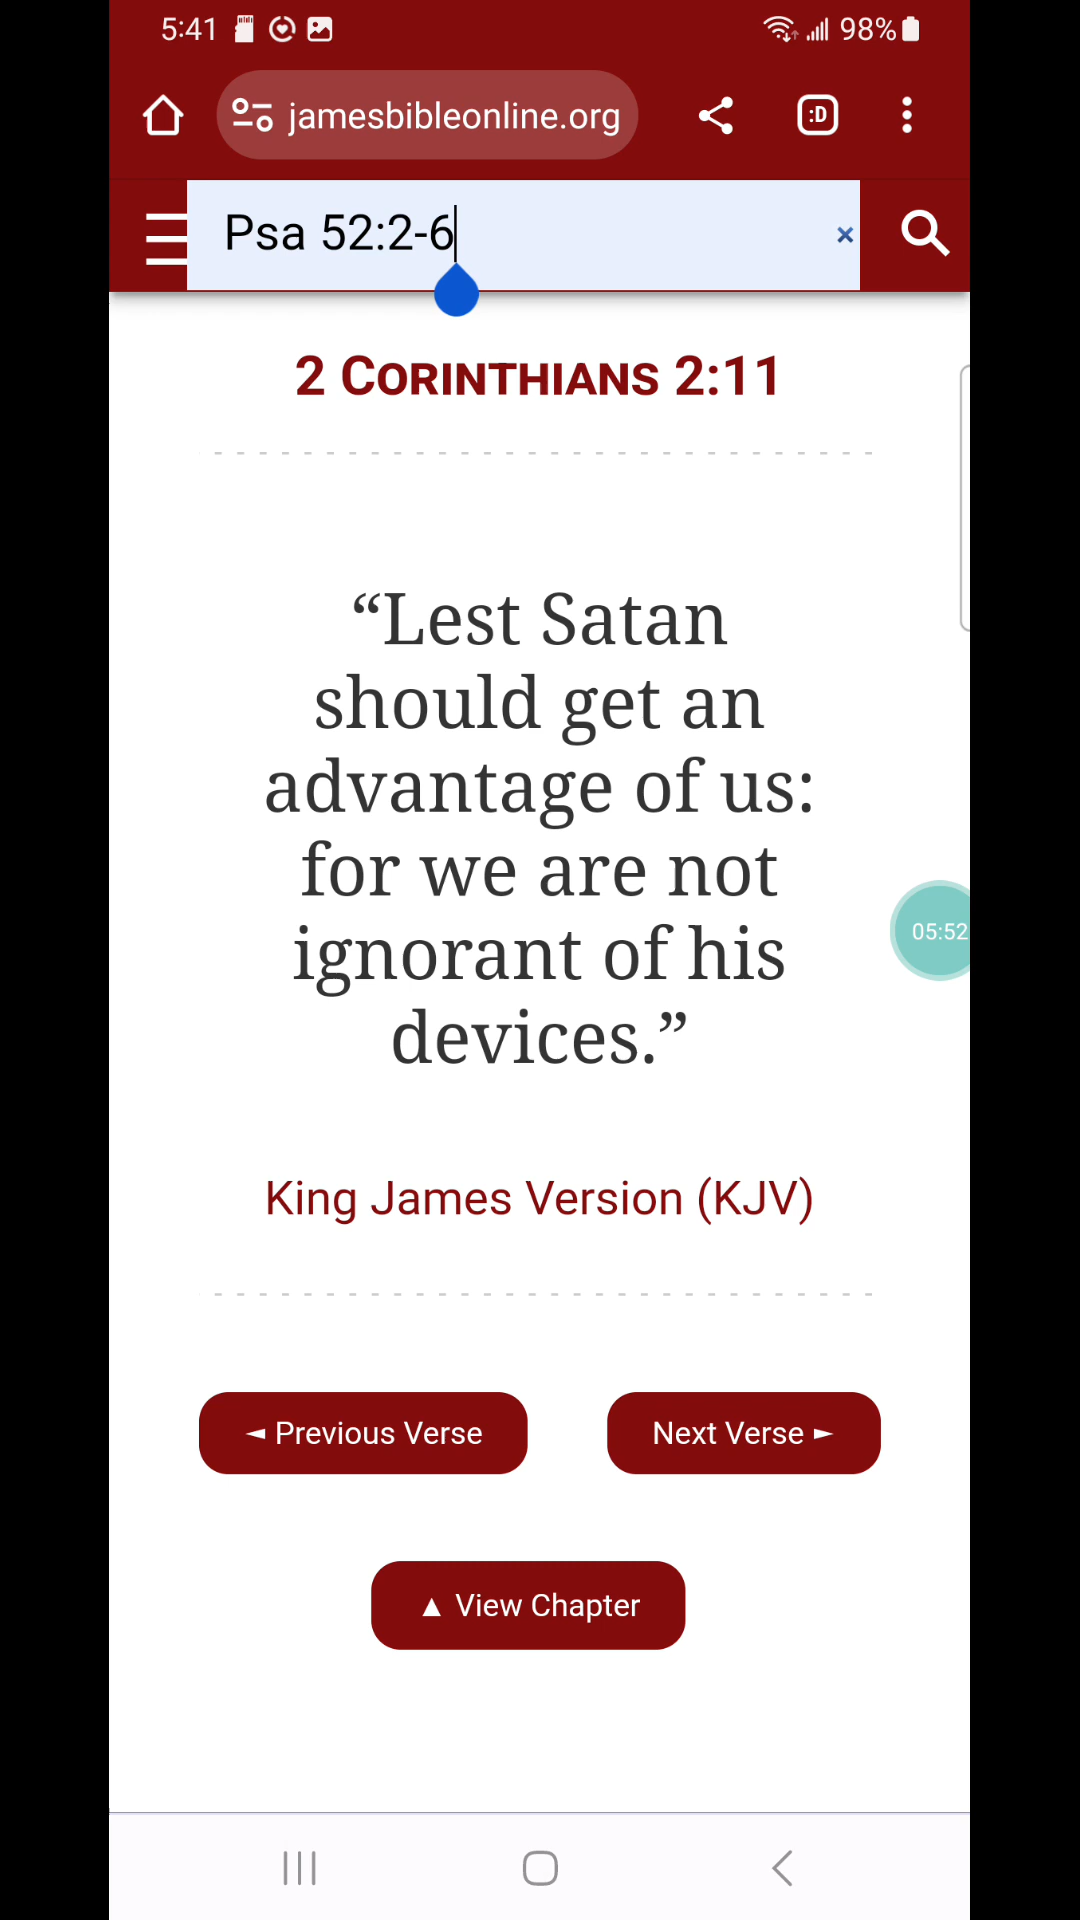 5:41 98%
jamesbibleonline.org :D
Psa 52:2-6 ×
2 CORINTHIANS 2:11
“Lest Satan
should get an
advantage of us:
for we are not
ignorant of his
devices.”
05:52
King James Version (KJV)
◄ Previous Verse Next Verse ►
▲ View Chapter